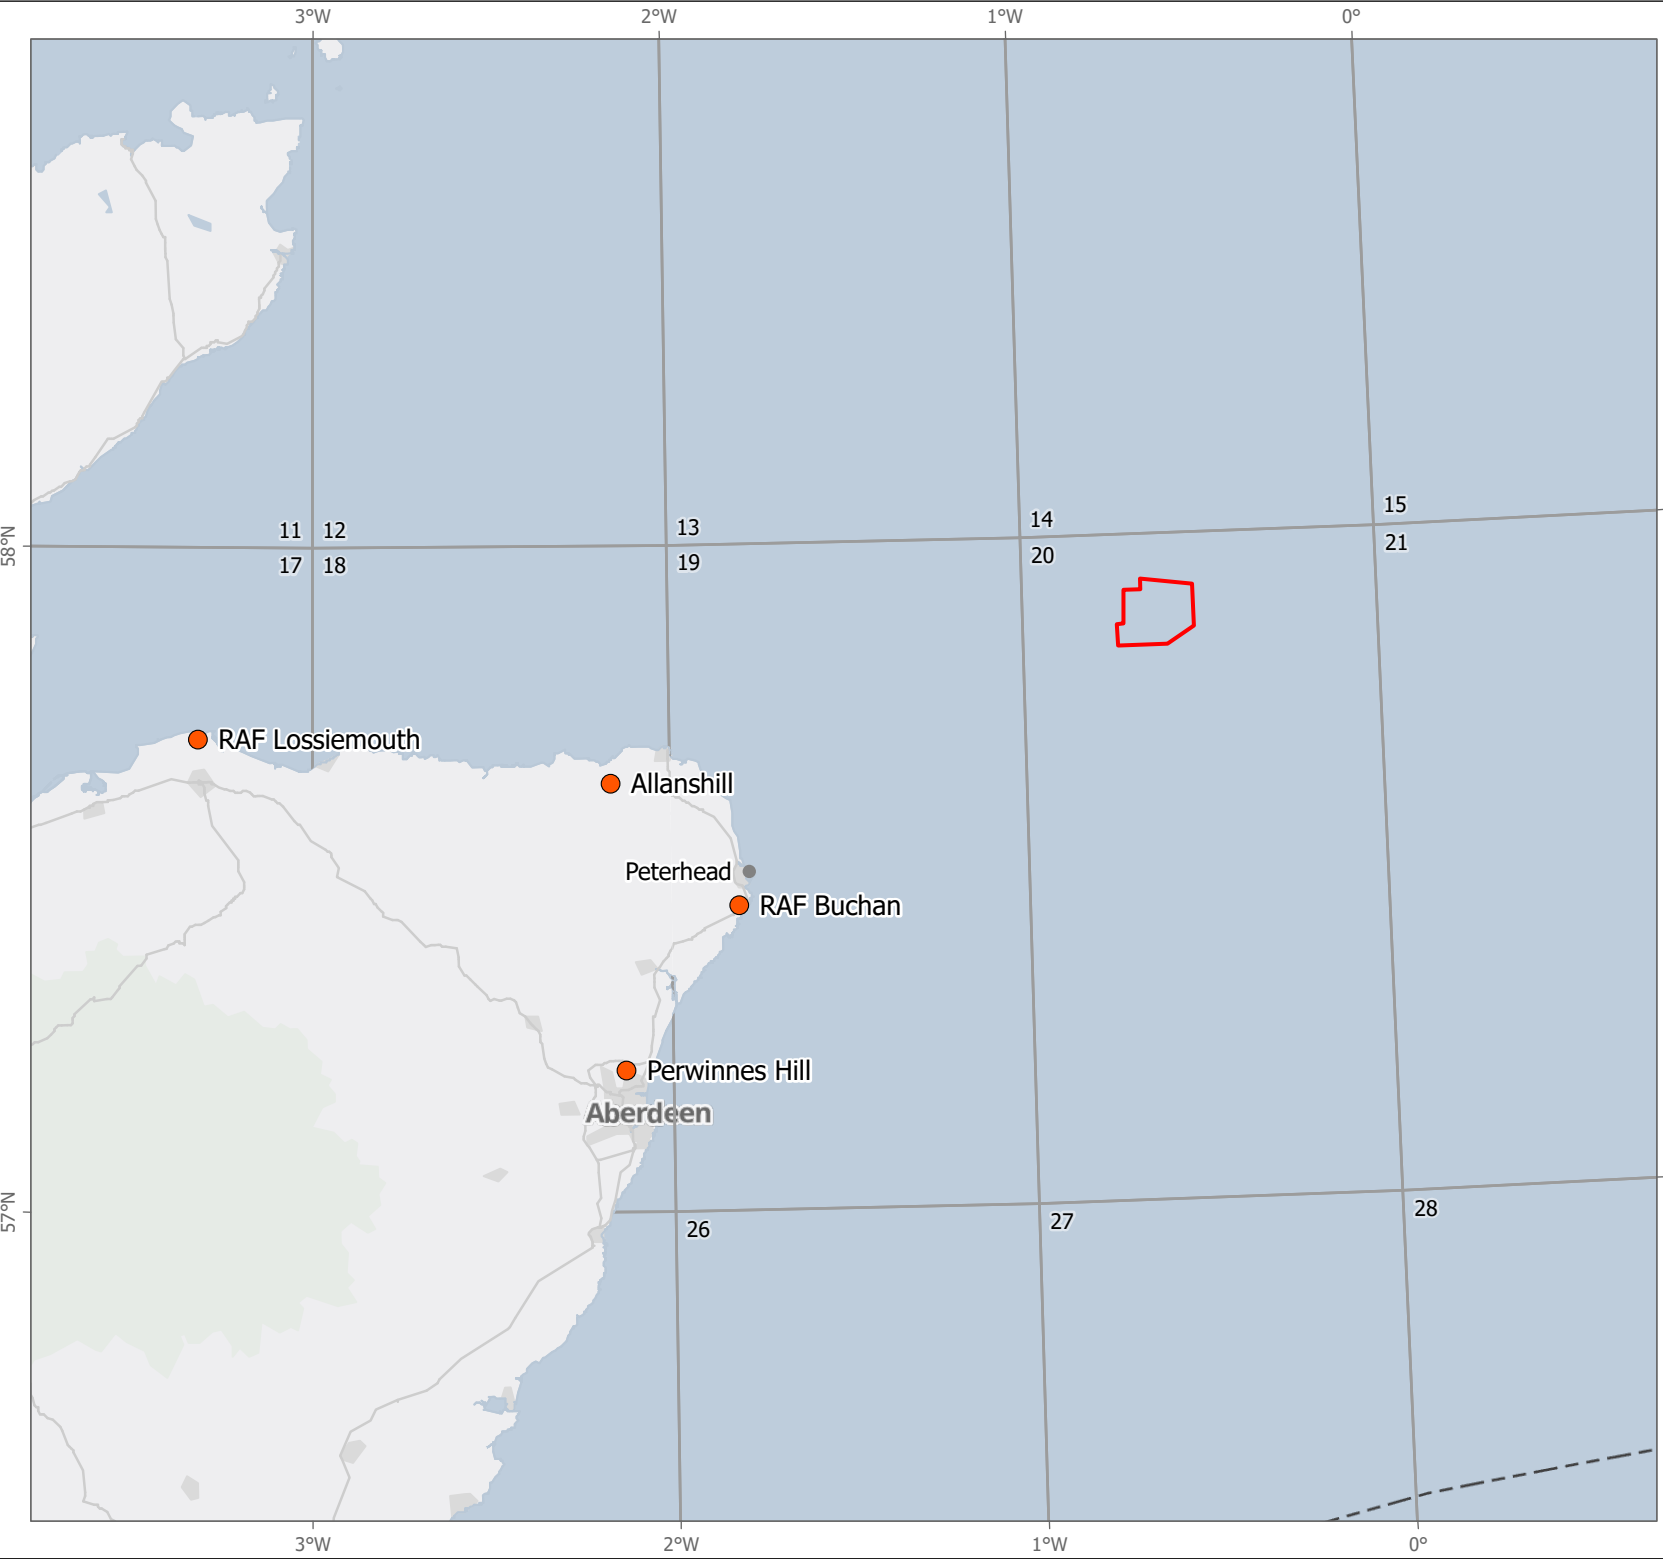 3°W 2°W 1°W 0°
15
14
13
11 12
58°N
21
20
19
17 18
RAF Lossiemouth
Allanshill
Peterhead
RAF Buchan
Perwinnes Hill
Aberdeen
57°N
28
27
26
3°W 2°W 1°W 0°